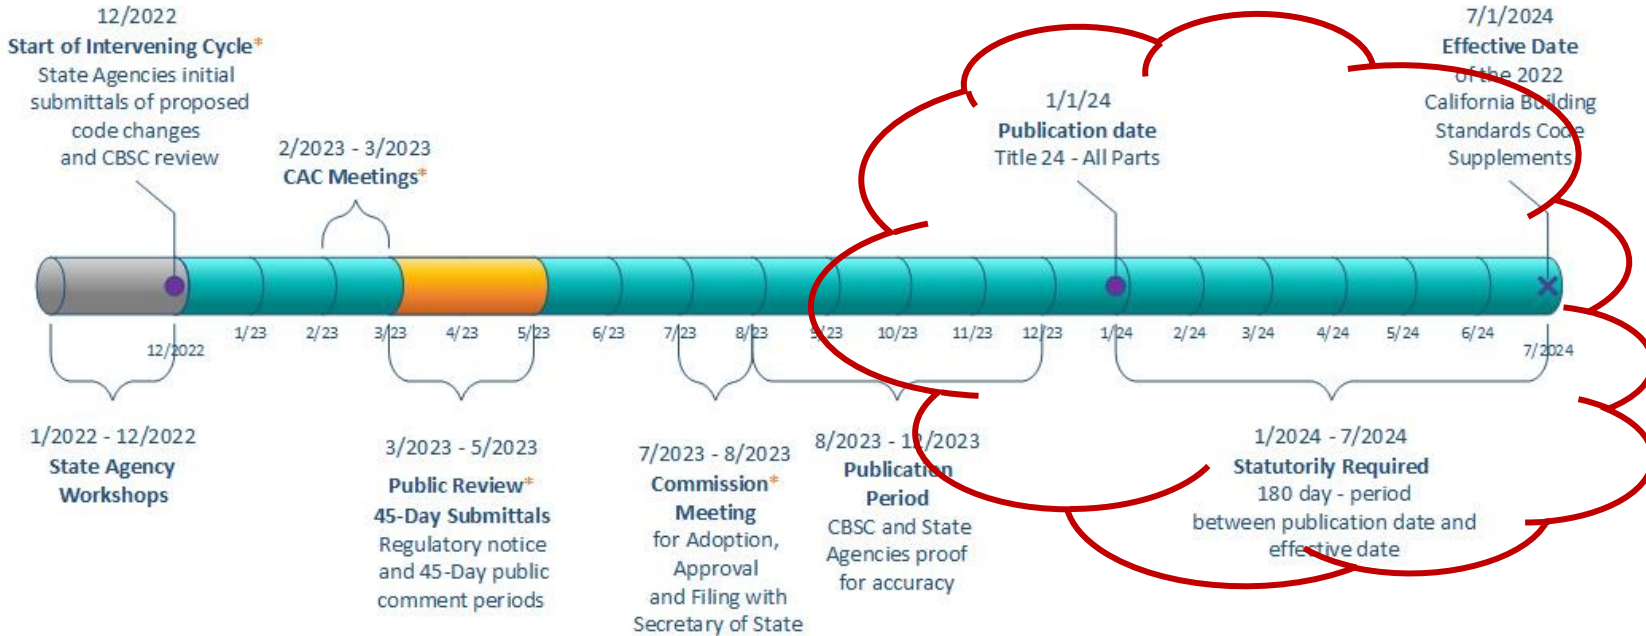 12/2022
Start of Intervening Cycle*
State Agencies initial
submittals of proposed
code changes
and CBSC review
2/2023 - 3/2023
CAC Meetings*
1/1/24
Publication date
Title 24 - All Parts
7/1/2024
Effective Date
of the 2022
California Building
Standards Code
Supplements
12/2022
1/23
2/23
3/23
4/23
5/23
6/23
7/23
8/23
9/23
10/23
11/23
12/23
1/24
2/24
3/24
4/24
5/24
6/24
7/2024
1/2022 - 12/2022
State Agency
Workshops
3/2023 - 5/2023
Public Review*
45-Day Submittals
Regulatory notice
and 45-Day public
comment periods
7/2023 - 8/2023
Commission*
Meeting
for Adoption,
Approval
and Filing with
Secretary of State
8/2023 - 12/2023
Publication
Period
CBSC and State
Agencies proof
for accuracy
1/2024 - 7/2024
Statutorily Required
180 day - period
between publication date and
effective date